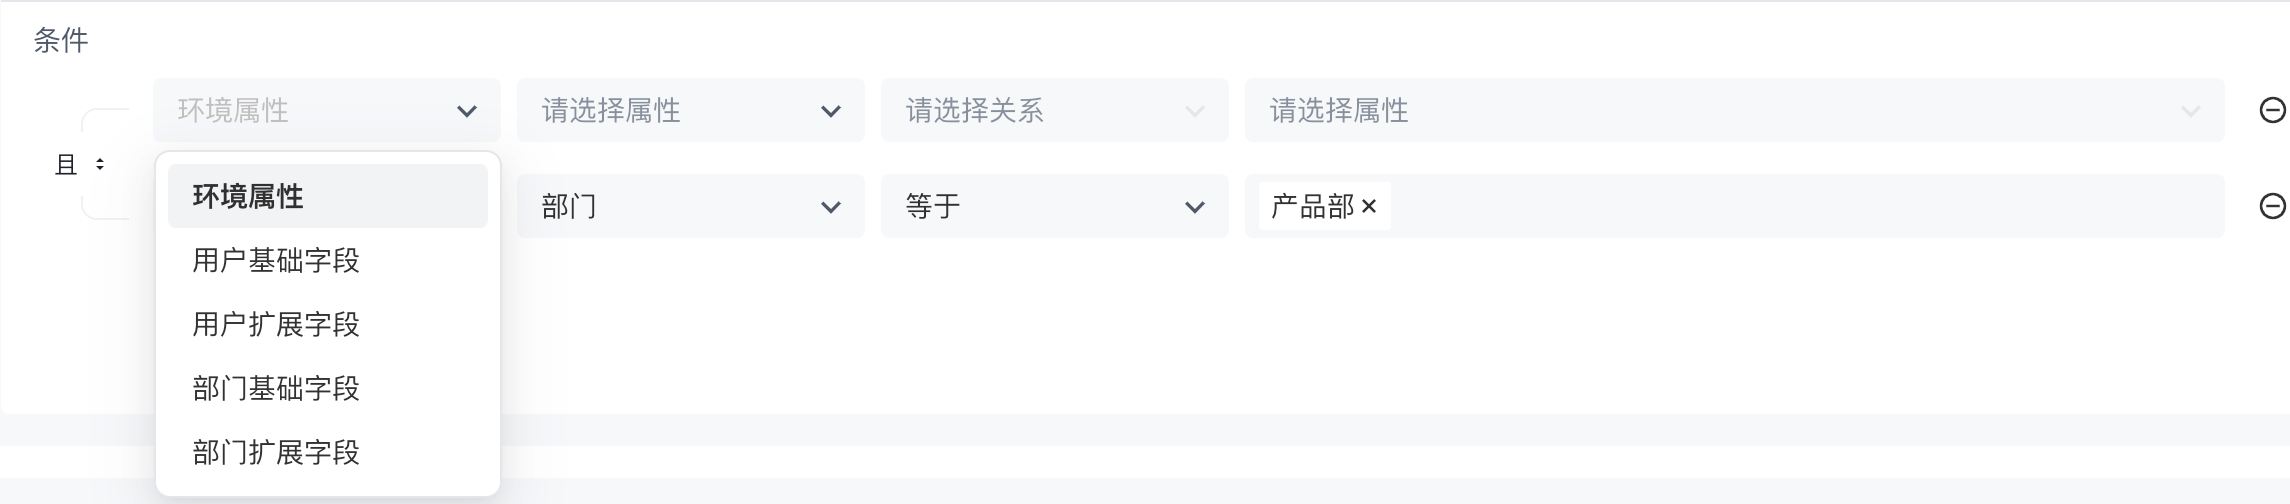 条件
环境属性 请选择属性 请选择关系 请选择属性
且
环境属性
部门 等于 产品部 ×
用户基础字段
用户扩展字段
部门基础字段
部门扩展字段